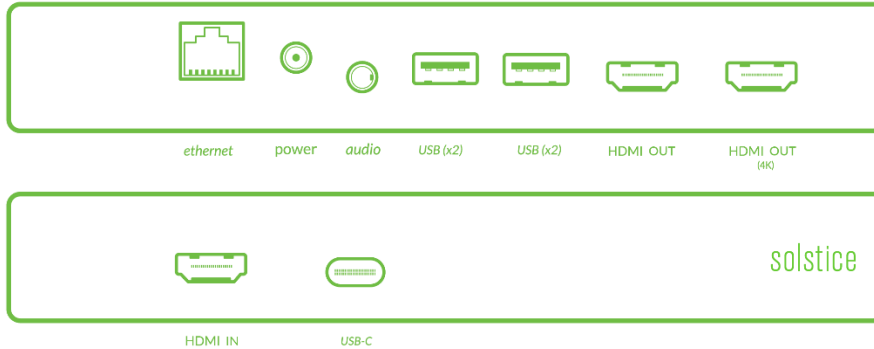 ethernet
power
audio
USB (x2)
USB (x2)
HDMI OUT
HDMI OUT
(4K)
solstice
HDMI IN
USB-C